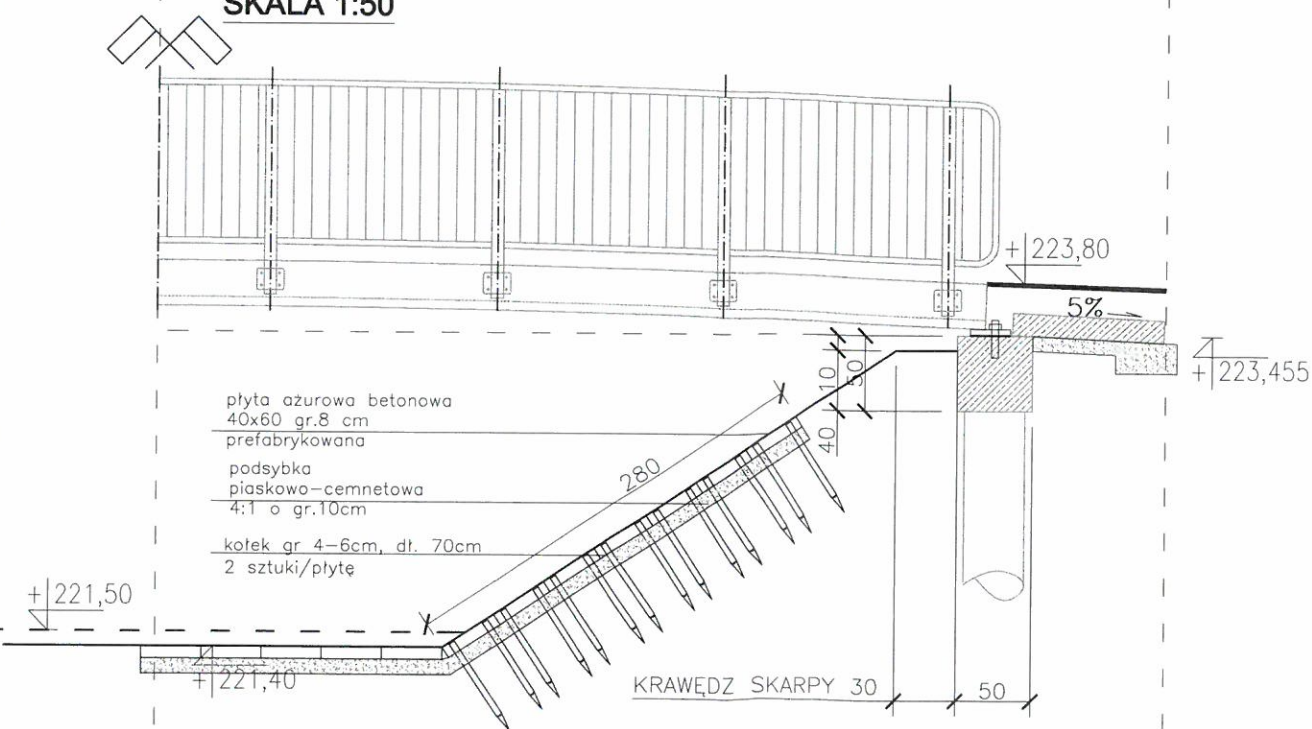 SKALA 1:50
+223,80
5%
+223,455
10
50
40
płyta ażurowa betonowa
40x60 gr.8 cm
prefabrykowana
podsybka
piaskowo-cemnetowa
4:1 o gr.10cm
kołek gr 4-6cm, dł. 70cm
2 sztuki/płytę
280
+221,50
+221,40
KRAWĘDZ SKARPY 30
50